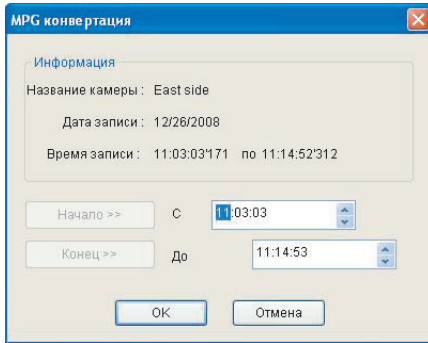 MPG конвертация
Информация
Название камеры : East side
Дата записи : 12/26/2008
Время записи : 11:03:03'171 по 11:14:52'312
Начало >> С 11:03:03
Конец >> До 11:14:53
OK Отмена